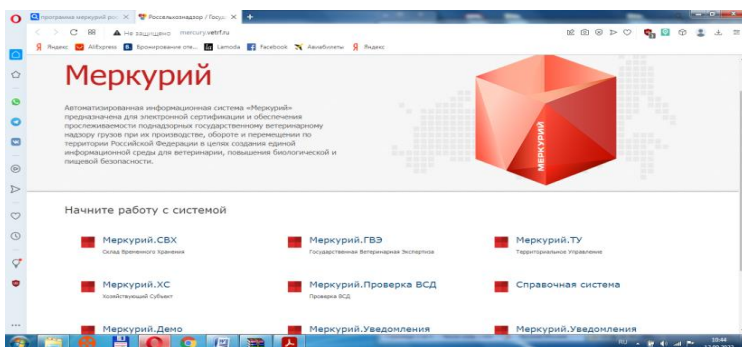 программа меркурий рос
Россельхознадзор / Госу
Не защищено mercury.vetrf.ru
Яндекс AliExpress Бронирование оте... Lamoda Facebook Авиабилеты Яндекс
Меркурий
Автоматизированная информационная система «Меркурий»
предназначена для электронной сертификации и обеспечения
прослеживаемости поднадзорных государственному ветеринарному
надзору грузов при их производстве, обороте и перемещении по
территории Российской Федерации в целях создания единой
информационной среды для ветеринарии, повышения биологической и
пищевой безопасности.
МЕРКУРИЙ
Начните работу с системой
Меркурий.СВХ
Склад Временного Хранения
Меркурий.ГВЭ
Государственная Ветеринарная Экспертиза
Меркурий.ТУ
Территориальное Управление
Меркурий.ХС
Хозяйствующий Субъект
Меркурий.Проверка ВСД
Проверка ВСД
Справочная система
Меркурий.Демо
Меркурий.Уведомления
Меркурий.Уведомления
RU
10:44